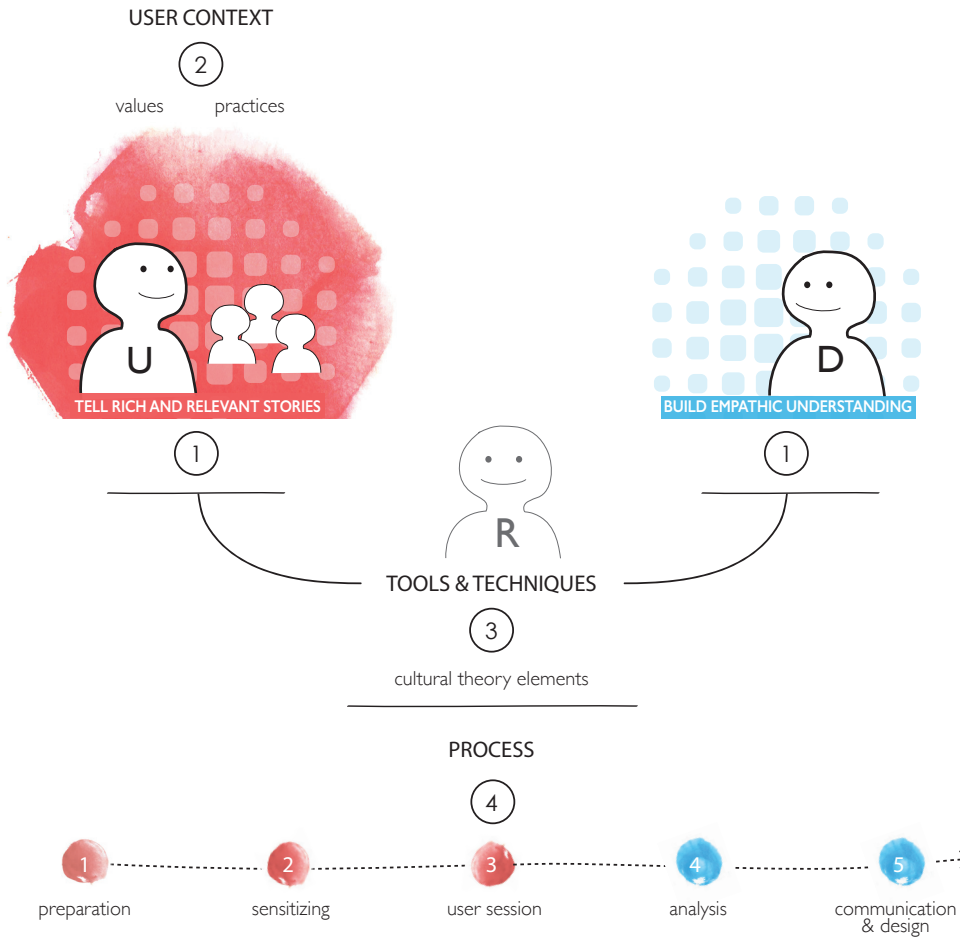 USER CONTEXT
2
values practices
U
TELL RICH AND RELEVANT STORIES
1
D
BUILD EMPATHIC UNDERSTANDING
1
R
TOOLS & TECHNIQUES
3
cultural theory elements
PROCESS
4
1 2 3 4 5
preparation sensitizing user session analysis communication
& design